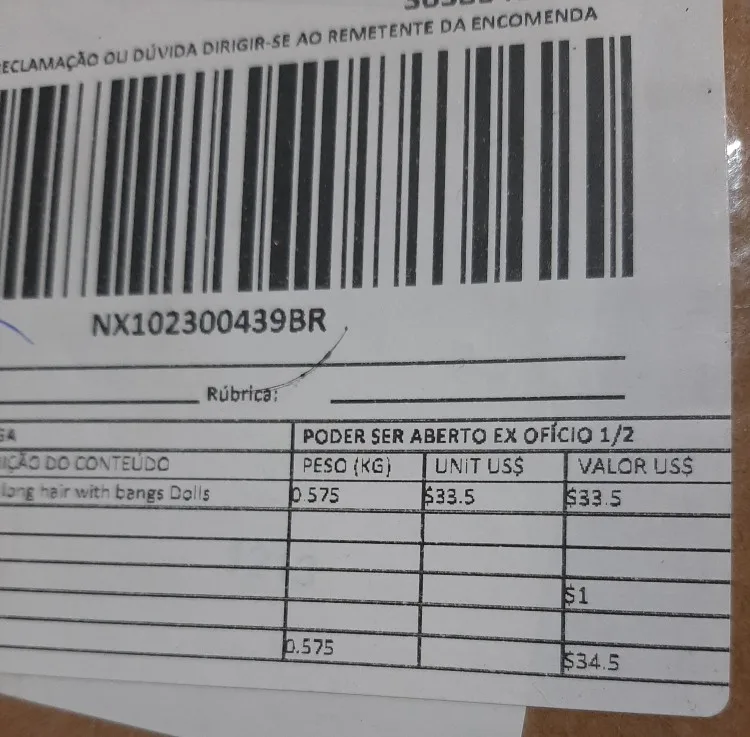 RECLAMAÇÃO OU DÚVIDA DIRIGIR-SE AO REMETENTE DA ENCOMENDA
NX102300439BR
Rúbrica:
PODER SER ABERTO EX OFÍCIO 1/2
IÇÃO DO CONTEÚDO PESO (KG) UNIT US$ VALOR US$
long hair with bangs Dolls 0.575 $33.5 $33.5
$1
0.575 $34.5